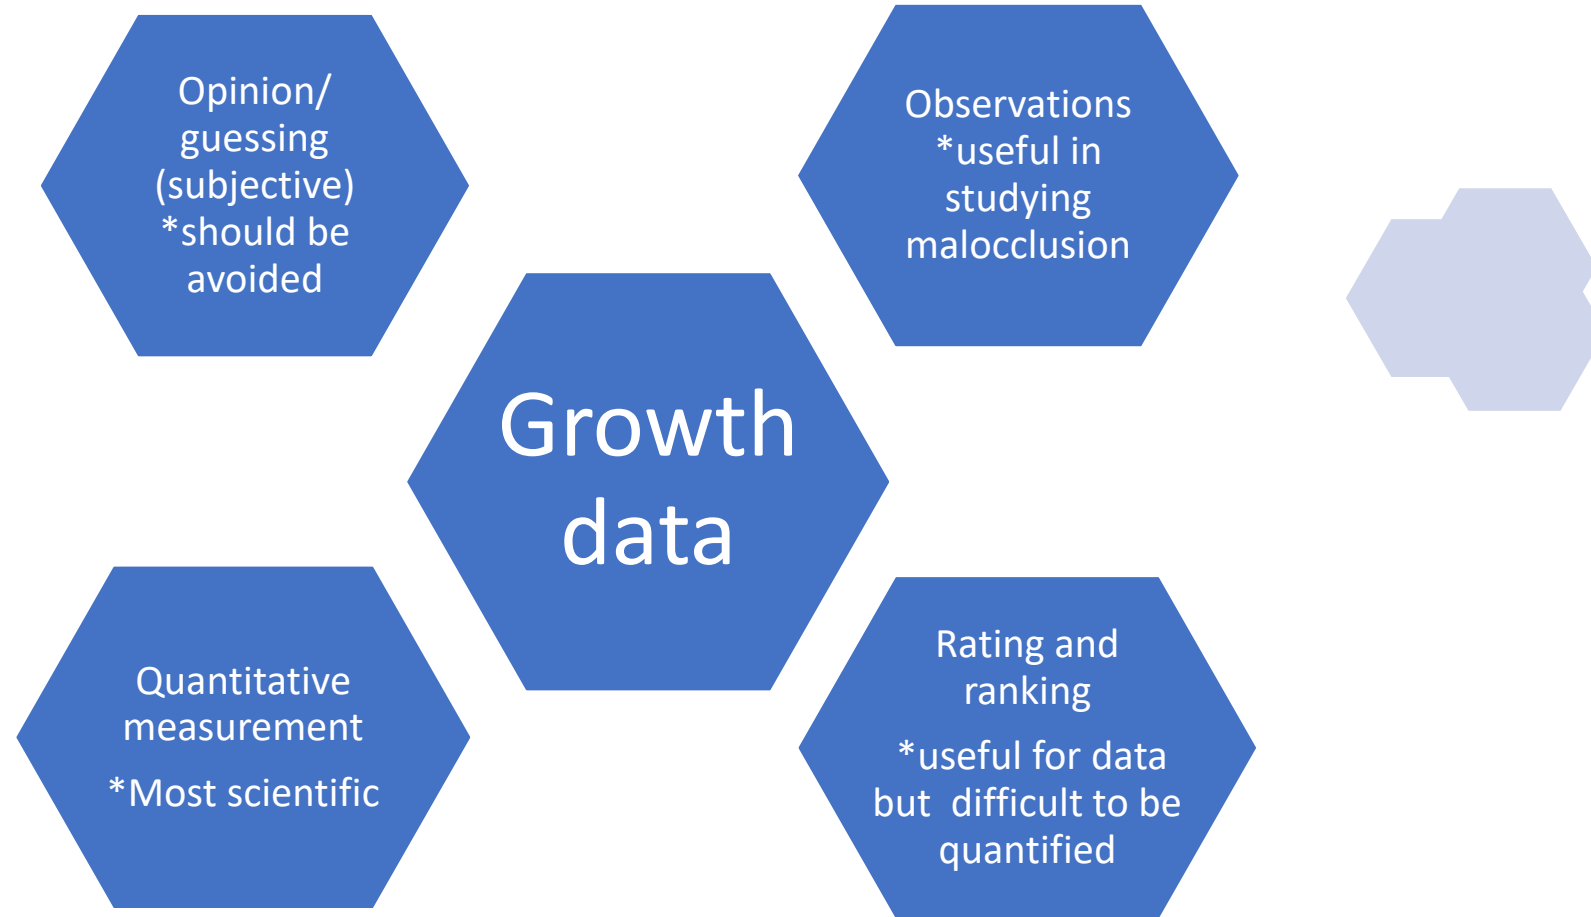 Opinion/
guessing
(subjective)
*should be
avoided
Observations
*useful in
studying
malocclusion
Growth
data
Quantitative
measurement
*Most scientific
Rating and
ranking
*useful for data
but  difficult to be
quantified